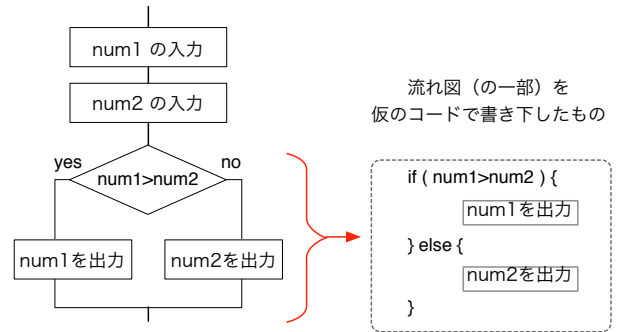 num1 の入力
num2 の入力
yes
no
num1>num2
num1を出力
num2を出力
流れ図（の一部）を
仮のコードで書き下したもの
if ( num1>num2 ) {
num1を出力
} else {
num2を出力
}